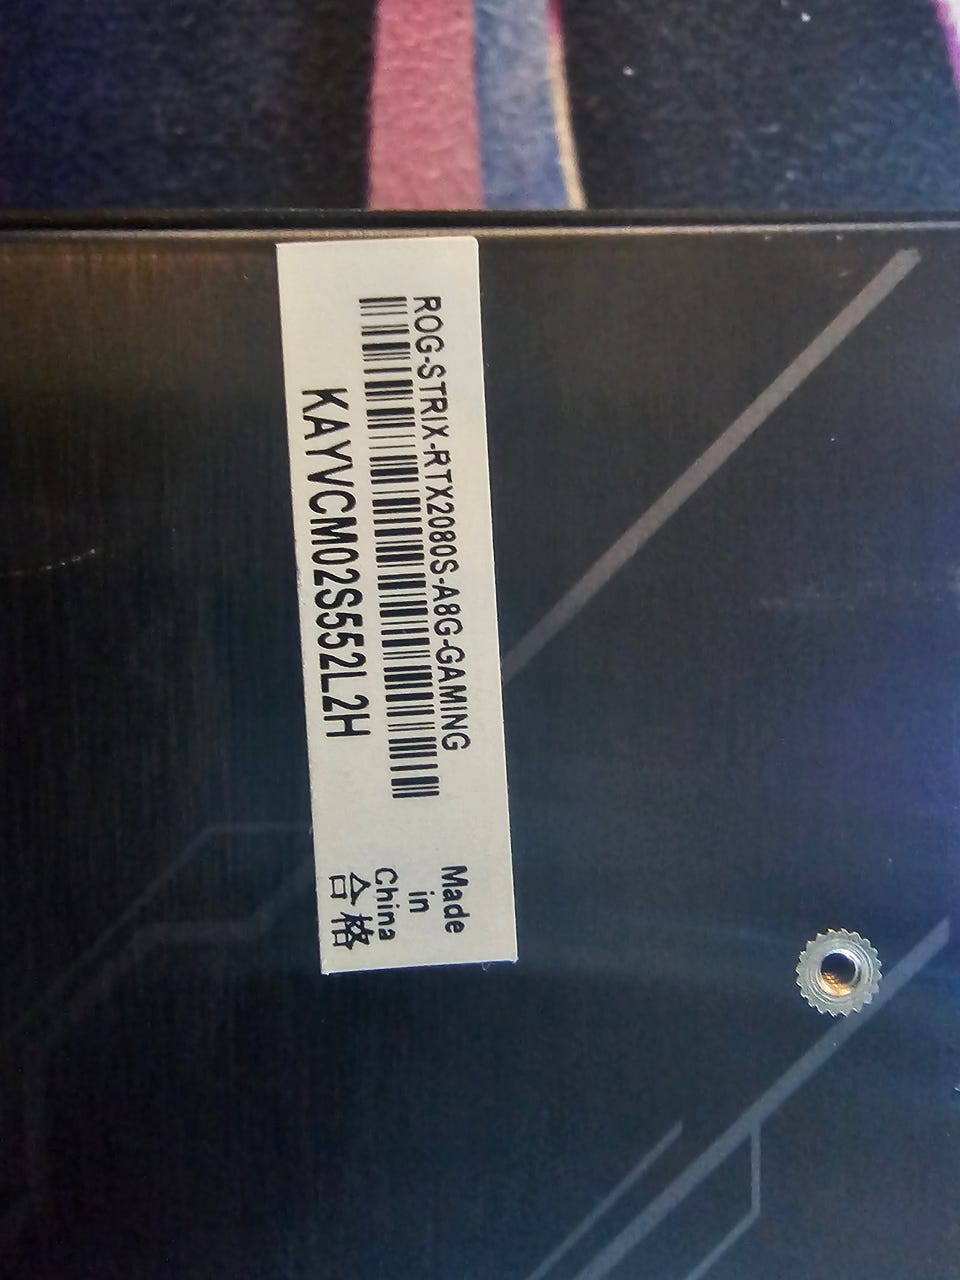 ROG-STRIX-RTX2080S-A8G-GAMING
KAYVCM02S552L2H
Made
in
China
合格